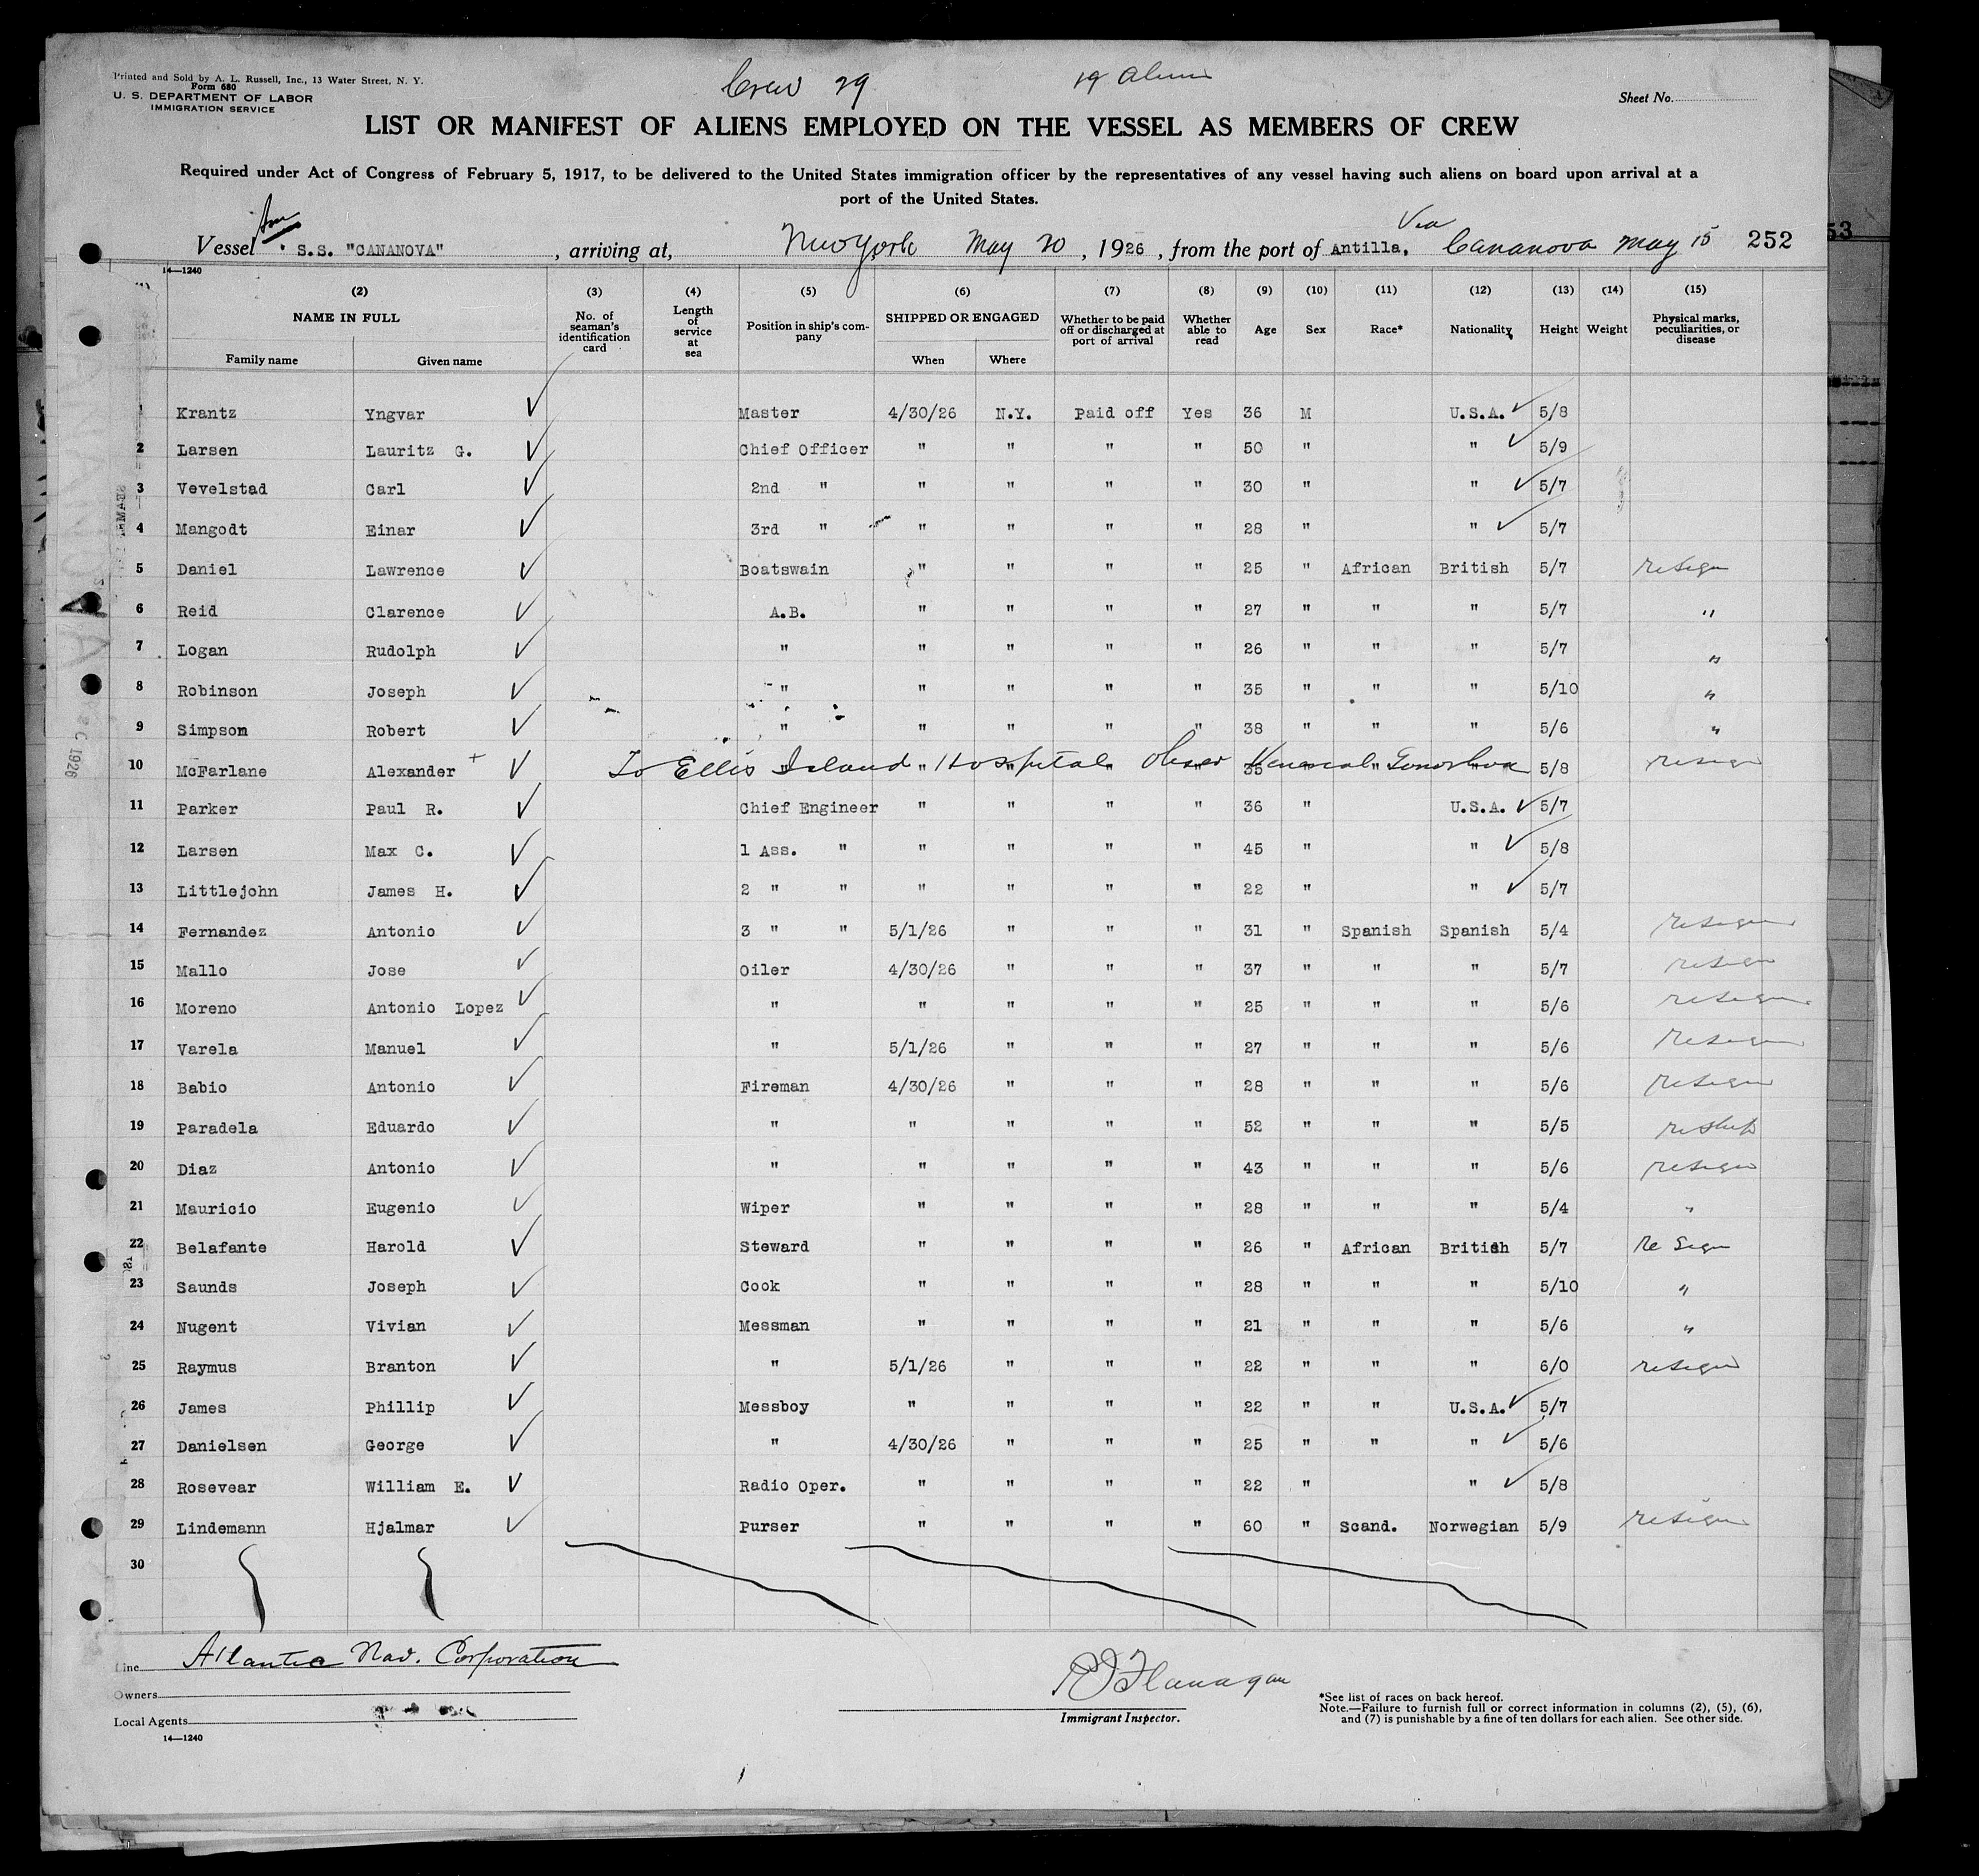 Printed and Sold by A. L. Russell, Inc., 13 Water Street, N. Y.
Form 680
U. S. DEPARTMENT OF LABOR
IMMIGRATION SERVICE
Crew 29
19 Aliens
Sheet No.
LIST OR MANIFEST OF ALIENS EMPLOYED ON THE VESSEL AS MEMBERS OF CREW
Required under Act of Congress of February 5, 1917, to be delivered to the United States immigration officer by the representatives of any vessel having such aliens on board upon arrival at a
port of the United States.
Am
Via
Vessel S.S. "CANANOVA", arriving at, New York May 20, 1926, from the port of Antilla, Cananova May 15 252
53
14—1240
(2) (3) (4) (5) (6) (7) (8) (9) (10) (11) (12) (13) (14) (15)
NAME IN FULL No. of seaman's identification card Length of service at sea Position in ship's company SHIPPED OR ENGAGED Whether to be paid off or discharged at port of arrival Whether able to read Age Sex Race* Nationality Height Weight Physical marks, peculiarities, or disease
Family name Given name When Where
1 Krantz Yngvar Master 4/30/26 N.Y. Paid off Yes 36 M U.S.A. 5/8
2 Larsen Lauritz G. Chief Officer " " " " 50 " " 5/9
3 Vevelstad Carl 2nd " " " " " 30 " " 5/7
4 Mangodt Einar 3rd " " " " " 28 " " 5/7
5 Daniel Lawrence Boatswain " " " " 25 " African British 5/7 resign
6 Reid Clarence A.B. " " " " 27 " " " 5/7 "
7 Logan Rudolph " " " " " 26 " " " 5/7 "
8 Robinson Joseph " " " " " 35 " " " 5/10 "
9 Simpson Robert " " " " " 38 " " " 5/6 "
10 McFarlane Alexander + " " " " " 35 " " " 5/8 resign
To Ellis Island Hospital Obser Venereal Gonorrhea
11 Parker Paul R. Chief Engineer " " " " 36 " U.S.A. 5/7
12 Larsen Max C. 1 Ass. " " " " " 45 " " 5/8
13 Littlejohn James H. 2 " " " " " " 22 " " 5/7
14 Fernandez Antonio 3 " " 5/1/26 " " " 31 " Spanish Spanish 5/4 resign
15 Mallo Jose Oiler 4/30/26 " " " 37 " " " 5/7 resign
16 Moreno Antonio Lopez " " " " " 25 " " " 5/6 resign
17 Varela Manuel " 5/1/26 " " " 27 " " " 5/6 resign
18 Babio Antonio Fireman 4/30/26 " " " 28 " " " 5/6 resign
19 Paradela Eduardo " " " " " 52 " " " 5/5 reship
20 Diaz Antonio " " " " " 43 " " " 5/6 resign
21 Mauricio Eugenio Wiper " " " " 28 " " " 5/4 "
22 Belafante Harold Steward " " " " 26 " African British 5/7 Re Sign
23 Saunds Joseph Cook " " " " 28 " " " 5/10 "
24 Nugent Vivian Messman " " " " 21 " " " 5/6 "
25 Raymus Branton " 5/1/26 " " " 22 " " " 6/0 resign
26 James Phillip Messboy " " " " 22 " " U.S.A. 5/7
27 Danielsen George " 4/30/26 " " " 25 " " " 5/6
28 Rosevear William E. Radio Oper. " " " " 22 " " 5/8
29 Lindemann Hjalmar Purser " " " " 60 " Scand. Norwegian 5/9 resign
30
Line Atlantic Nav. Corporation
Owners
Local Agents
14—1240
Flanagan
Immigrant Inspector.
*See list of races on back hereof.
Note.—Failure to furnish full or correct information in columns (2), (5), (6),
and (7) is punishable by a fine of ten dollars for each alien. See other side.